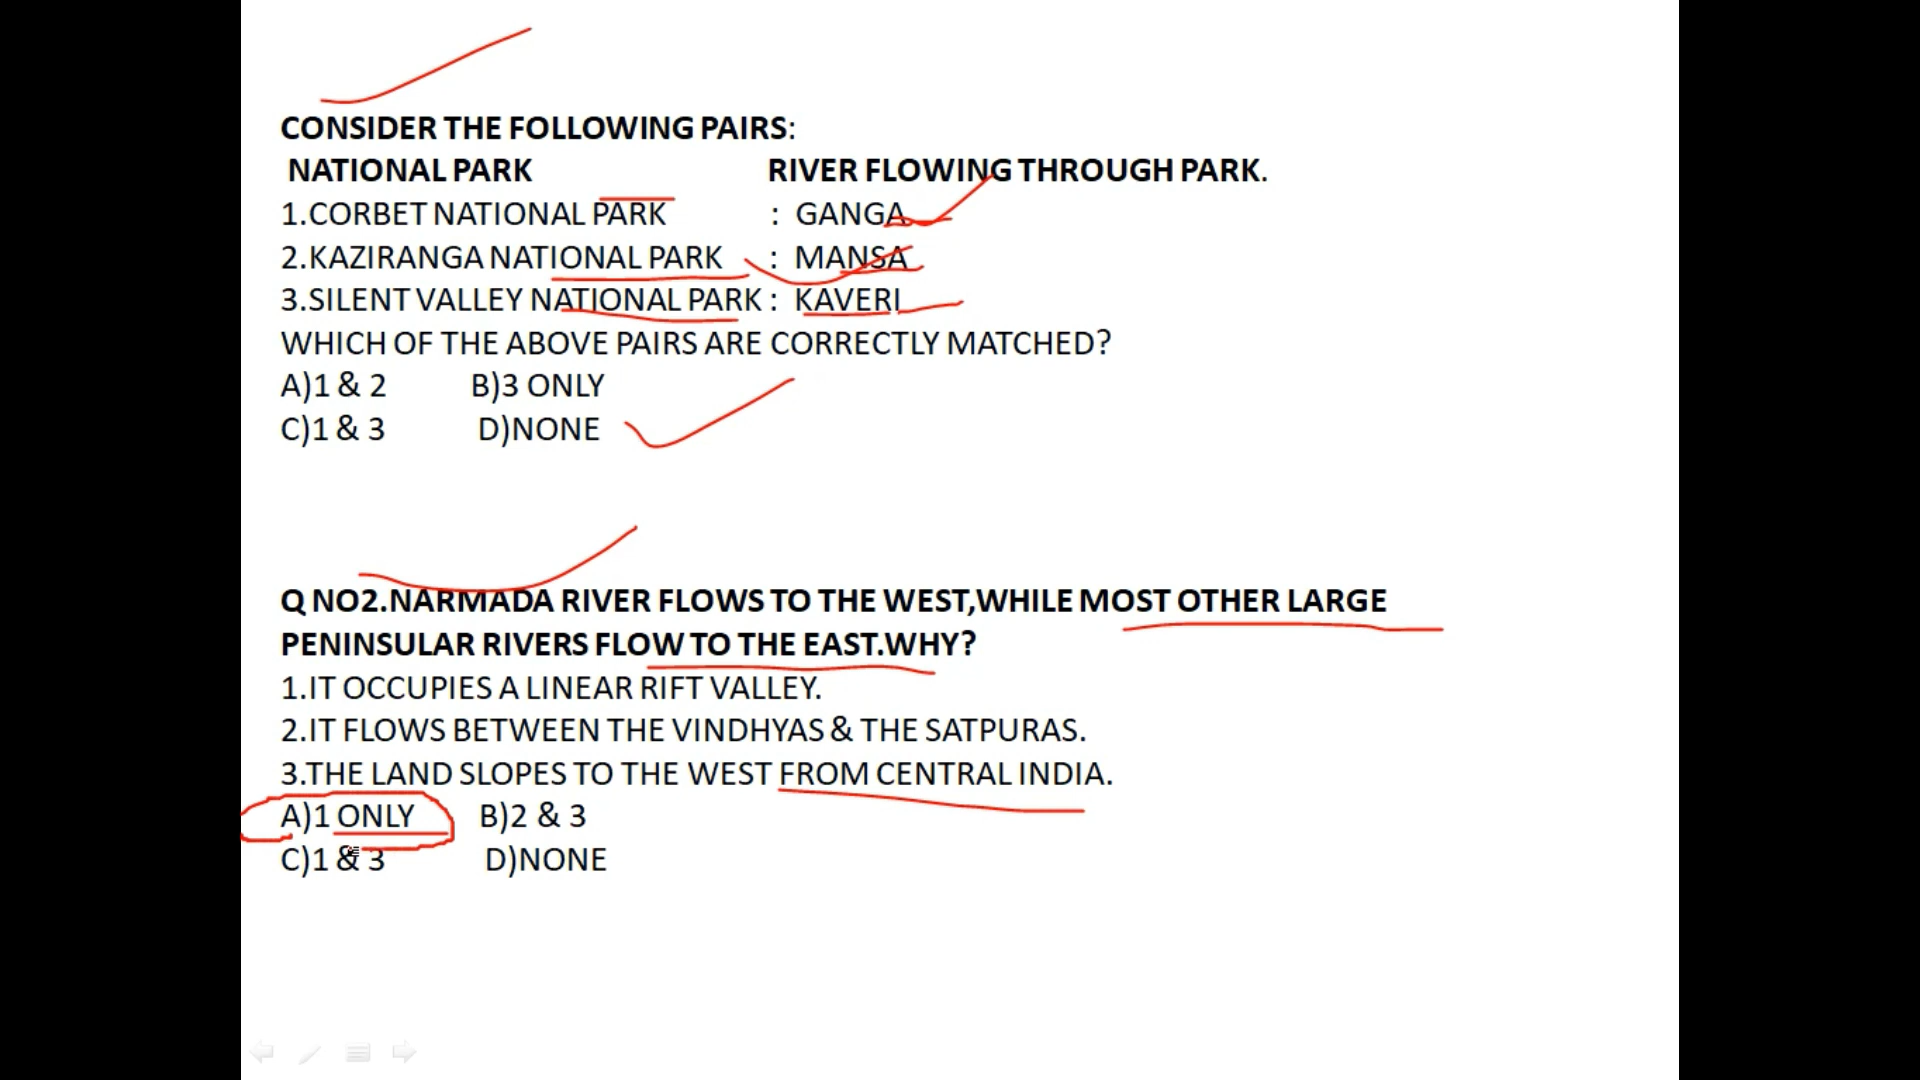 CONSIDER THE FOLLOWING PAIRS:
NATIONAL PARK RIVER FLOWING THROUGH PARK.
1.CORBET NATIONAL PARK : GANGA
2.KAZIRANGA NATIONAL PARK : MANSA
3.SILENT VALLEY NATIONAL PARK : KAVERI
WHICH OF THE ABOVE PAIRS ARE CORRECTLY MATCHED?
A)1 & 2 B)3 ONLY
C)1 & 3 D)NONE
Q NO2.NARMADA RIVER FLOWS TO THE WEST,WHILE MOST OTHER LARGE
PENINSULAR RIVERS FLOW TO THE EAST.WHY?
1.IT OCCUPIES A LINEAR RIFT VALLEY.
2.IT FLOWS BETWEEN THE VINDHYAS & THE SATPURAS.
3.THE LAND SLOPES TO THE WEST FROM CENTRAL INDIA.
A)1 ONLY B)2 & 3
C)1 & 3 D)NONE